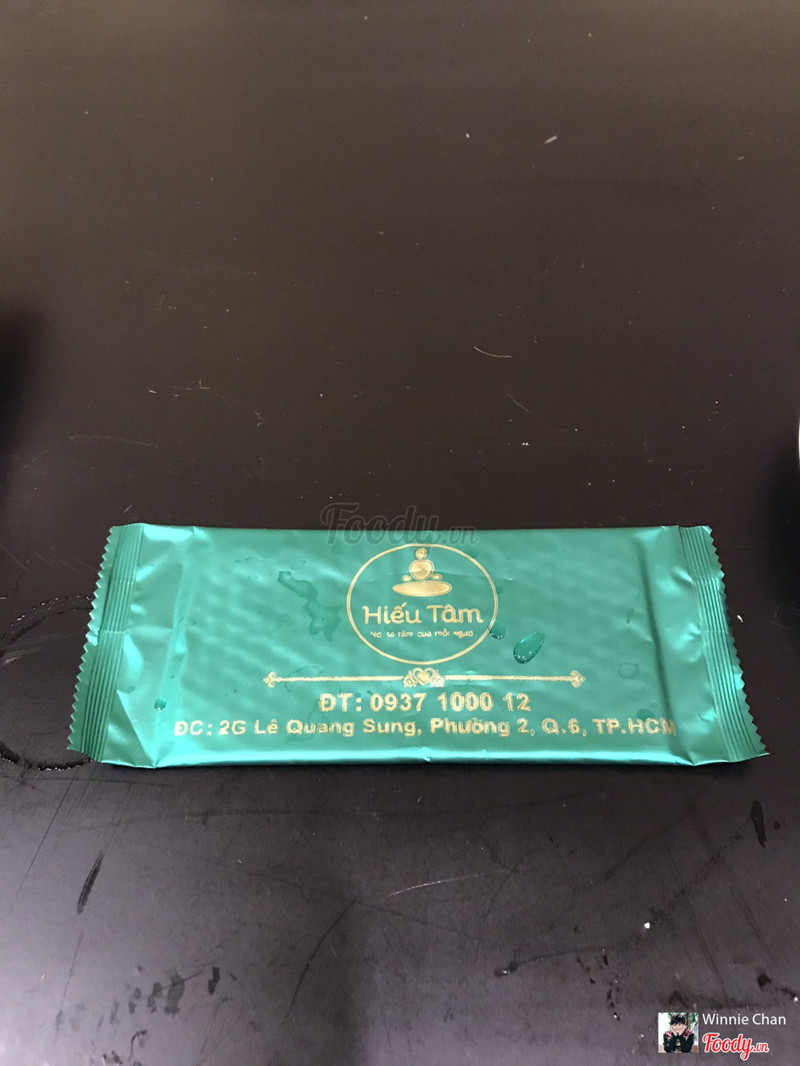 Foody.vn
Hiếu Tâm
ĐT: 0937 1000 12
ĐC: 2G Lê Quang Sung, Phường 2, Q.6, TP.HCM
Winnie Chan
Foody.vn